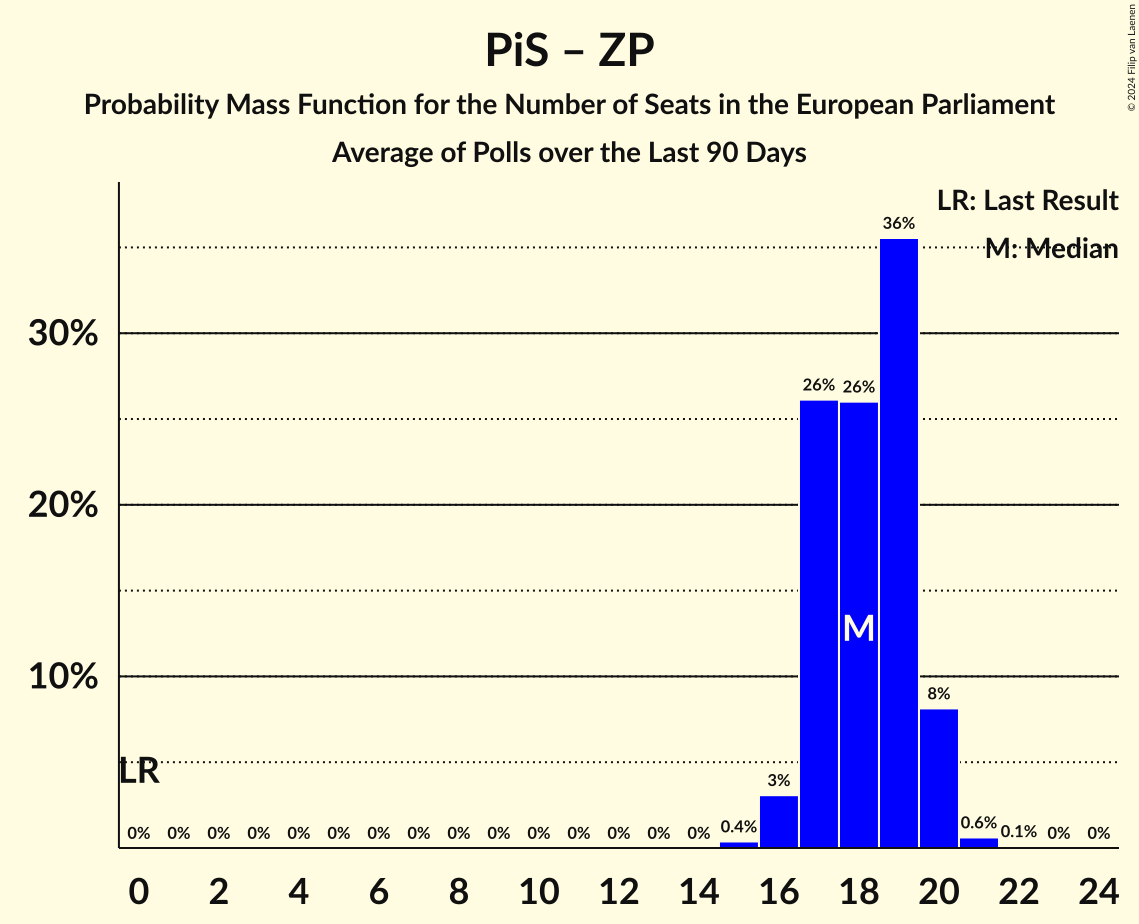 PiS – ZP
Probability Mass Function for the Number of Seats in the European Parliament
Average of Polls over the Last 90 Days
© 2024 Filip van Laenen
LR: Last Result
M: Median
36%
30%
26% 26%
20%
M
10%
8%
LR
3%
0% 0% 0% 0% 0% 0% 0% 0% 0% 0% 0% 0% 0% 0% 0% 0.4% 0.6% 0.1% 0% 0%
0 2 4 6 8 10 12 14 16 18 20 22 24